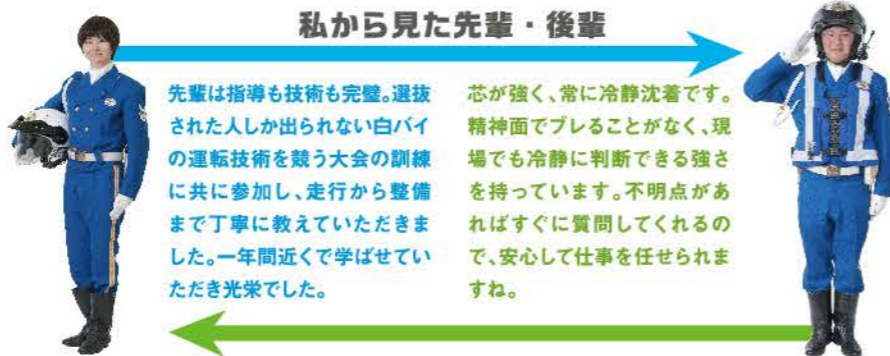 私から見た先輩・後輩
先輩は指導も技術も完璧。選抜
された人しか出られない白バイ
の運転技術を競う大会の訓練
に共に参加し、走行から整備
まで丁寧に教えていただきま
した。一年間近くで学ばせてい
ただき光栄でした。
芯が強く、常に冷静沈着です。
精神面でブレることがなく、現
場でも冷静に判断できる強さ
を持っています。不明点があ
ればすぐに質問してくれるの
で、安心して仕事を任せられま
すね。